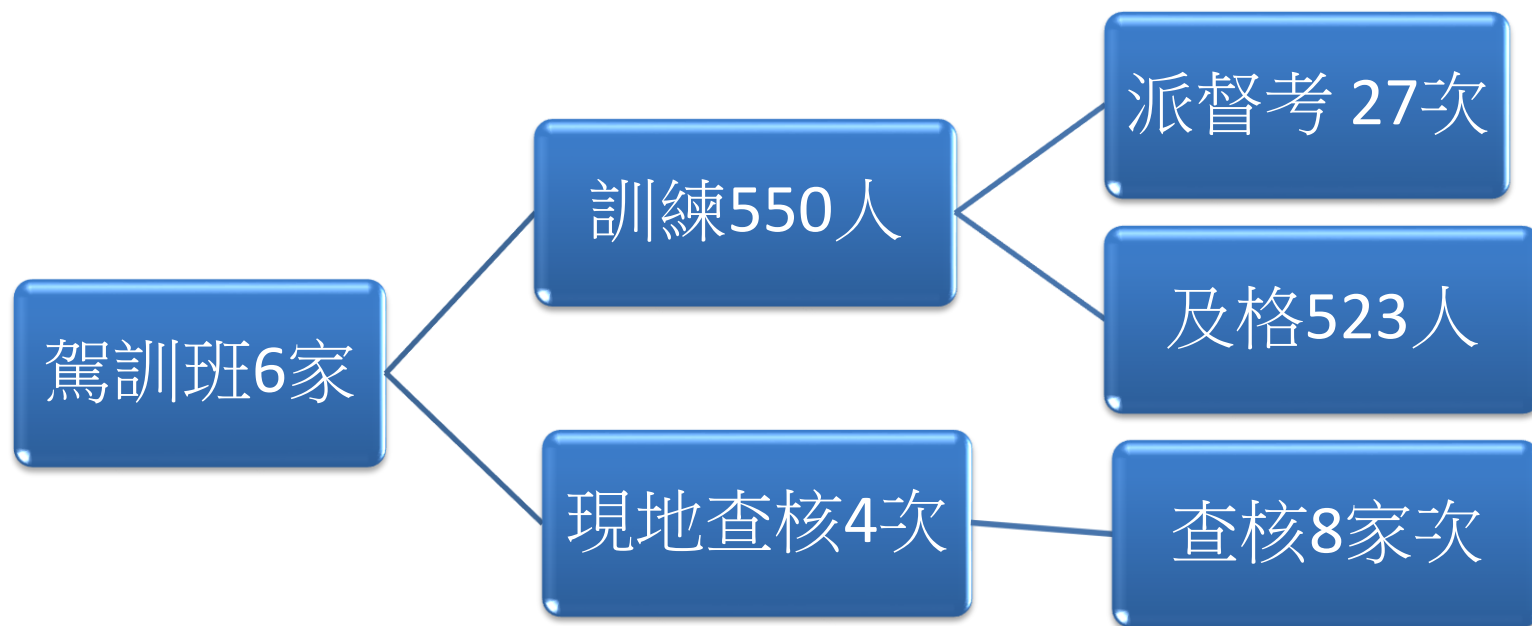 駕訓班6家
訓練550人
派督考 27次
及格523人
現地查核4次
查核8家次